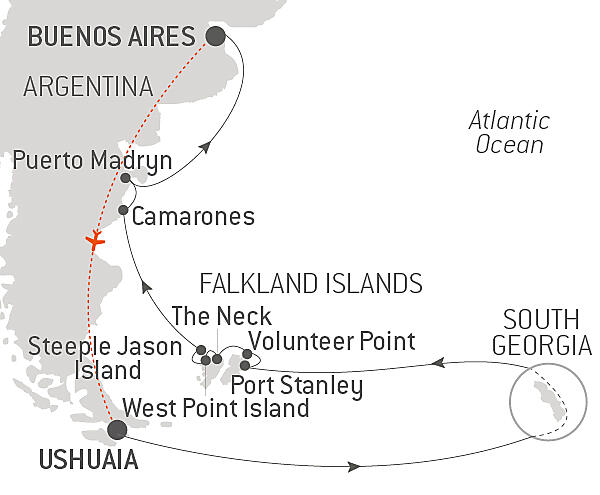 BUENOS AIRES
ARGENTINA
Atlantic
Ocean
Puerto Madryn
Camarones
FALKLAND ISLANDS
The Neck
SOUTH
GEORGIA
Steeple Jason
Island
Volunteer Point
Port Stanley
West Point Island
USHUAIA